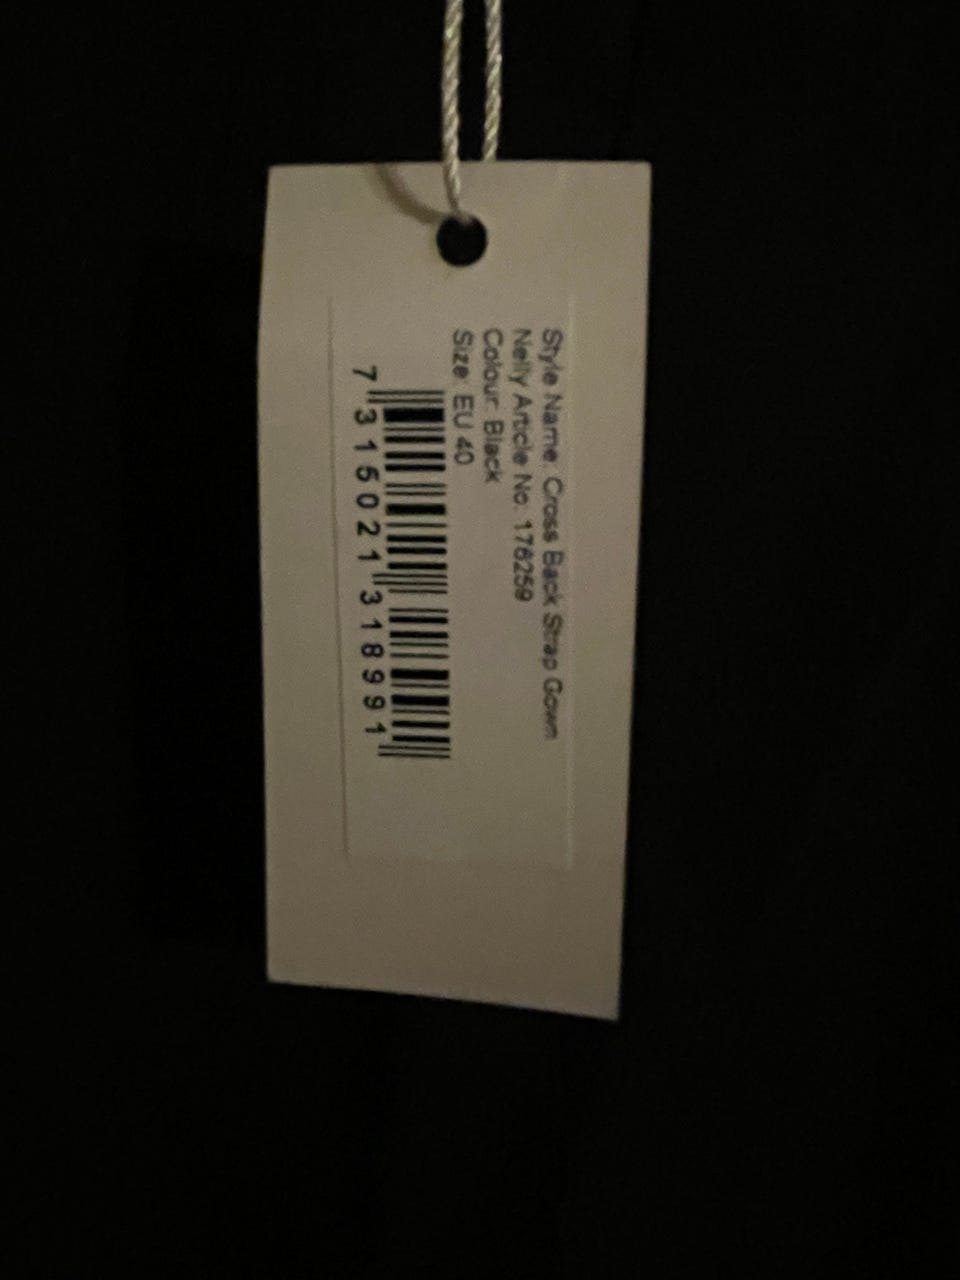 Style Name: Cross Back Strap Gown
Nelly Article No: 176259
Colour: Black
Size: EU 40
7 315021 318991